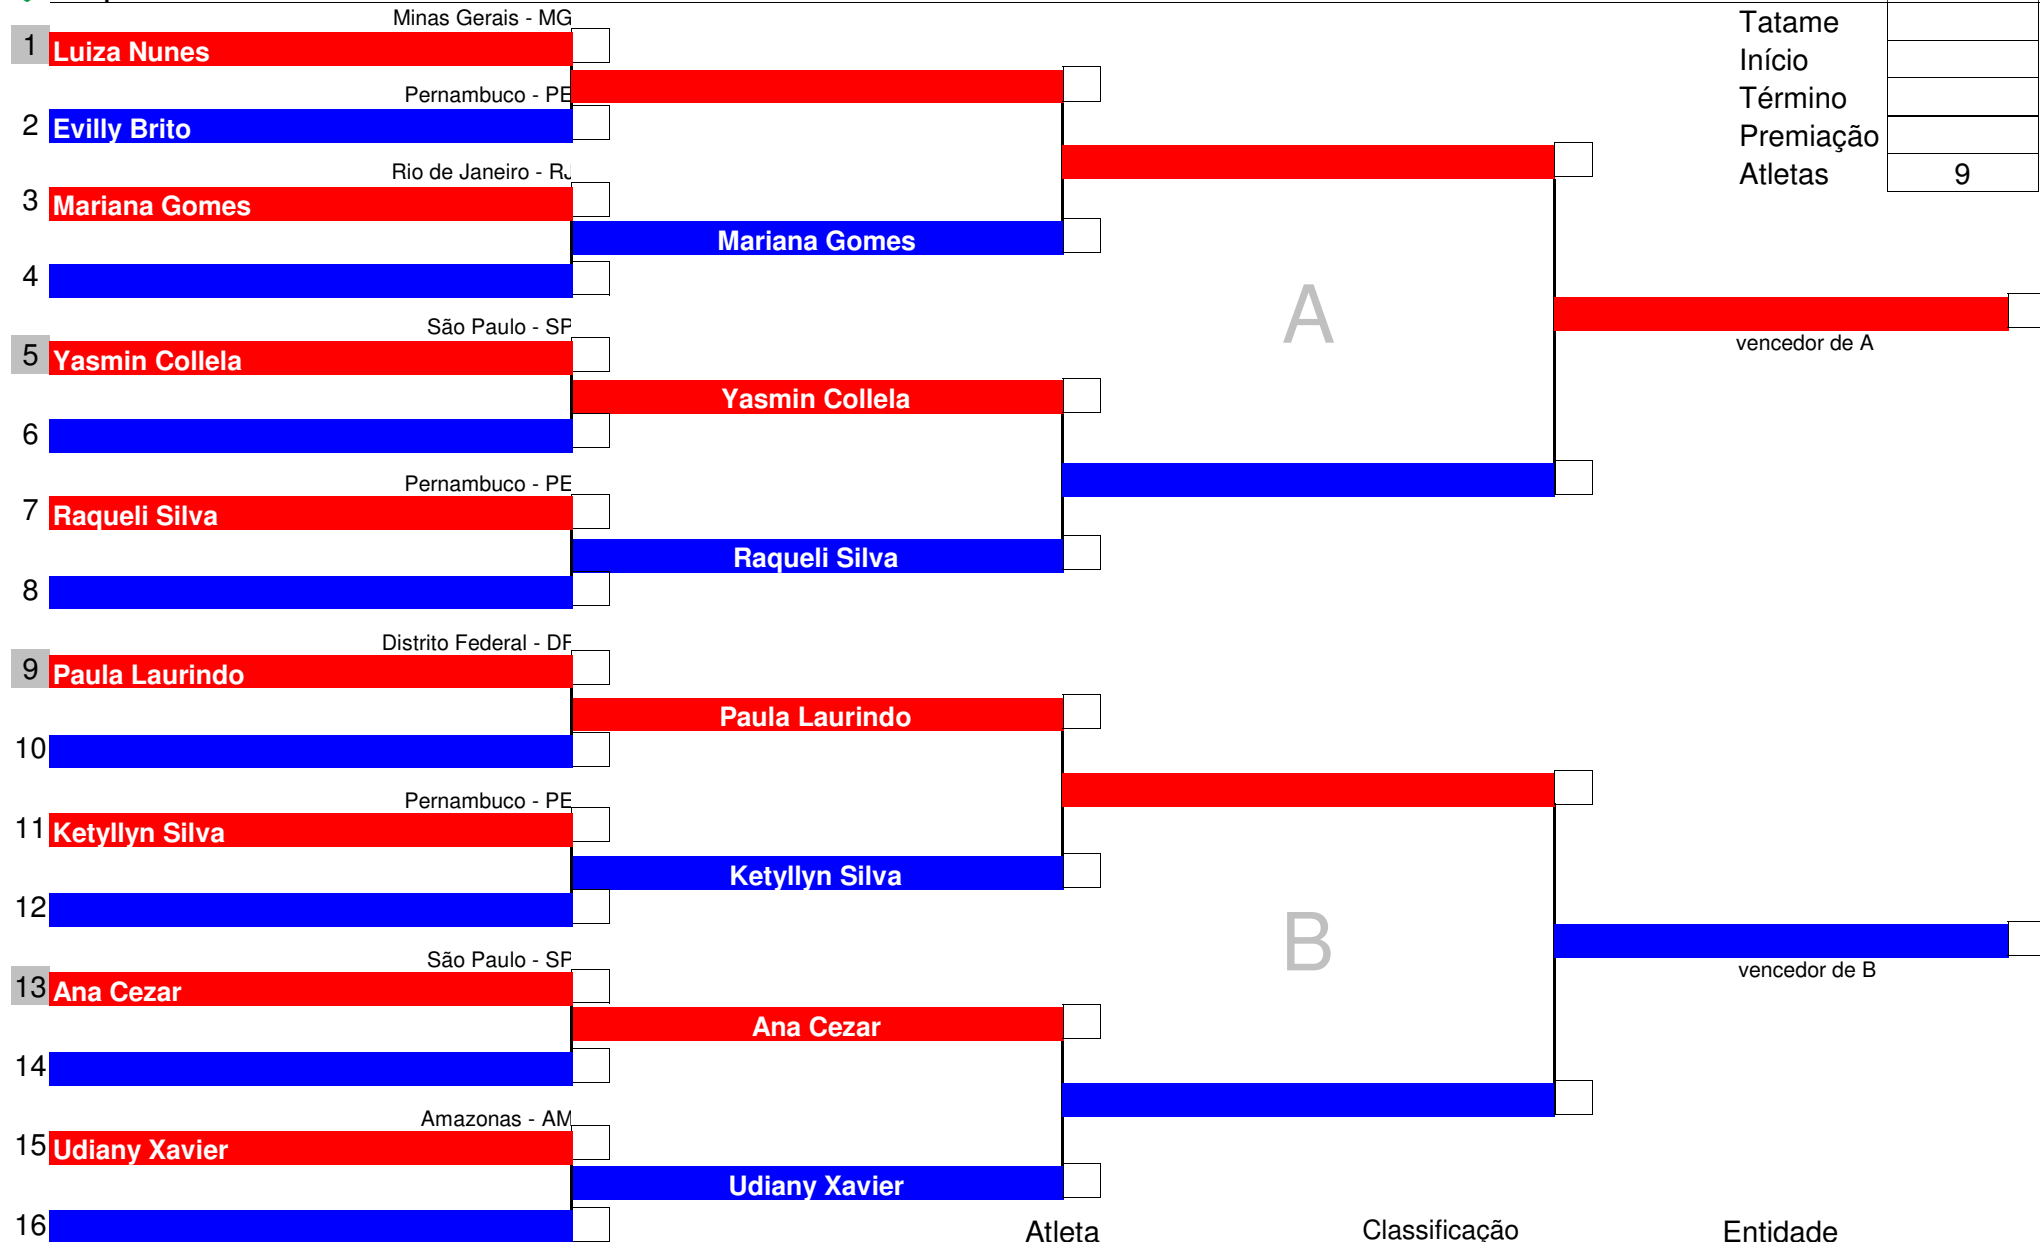 Minas Gerais - MG
1 Luiza Nunes
Pernambuco - PE
2 Evilly Brito
Rio de Janeiro - RJ
3 Mariana Gomes
Mariana Gomes
4
São Paulo - SP
5 Yasmin Collela
Yasmin Collela
6
Pernambuco - PE
7 Raqueli Silva
Raqueli Silva
8
Distrito Federal - DF
9 Paula Laurindo
Paula Laurindo
10
Pernambuco - PE
11 Ketyllyn Silva
Ketyllyn Silva
12
São Paulo - SP
13 Ana Cezar
Ana Cezar
14
Amazonas - AM
15 Udiany Xavier
Udiany Xavier
16
A
vencedor de A
B
vencedor de B
Tatame
Início
Término
Premiação
Atletas 9
Atleta Classificação Entidade